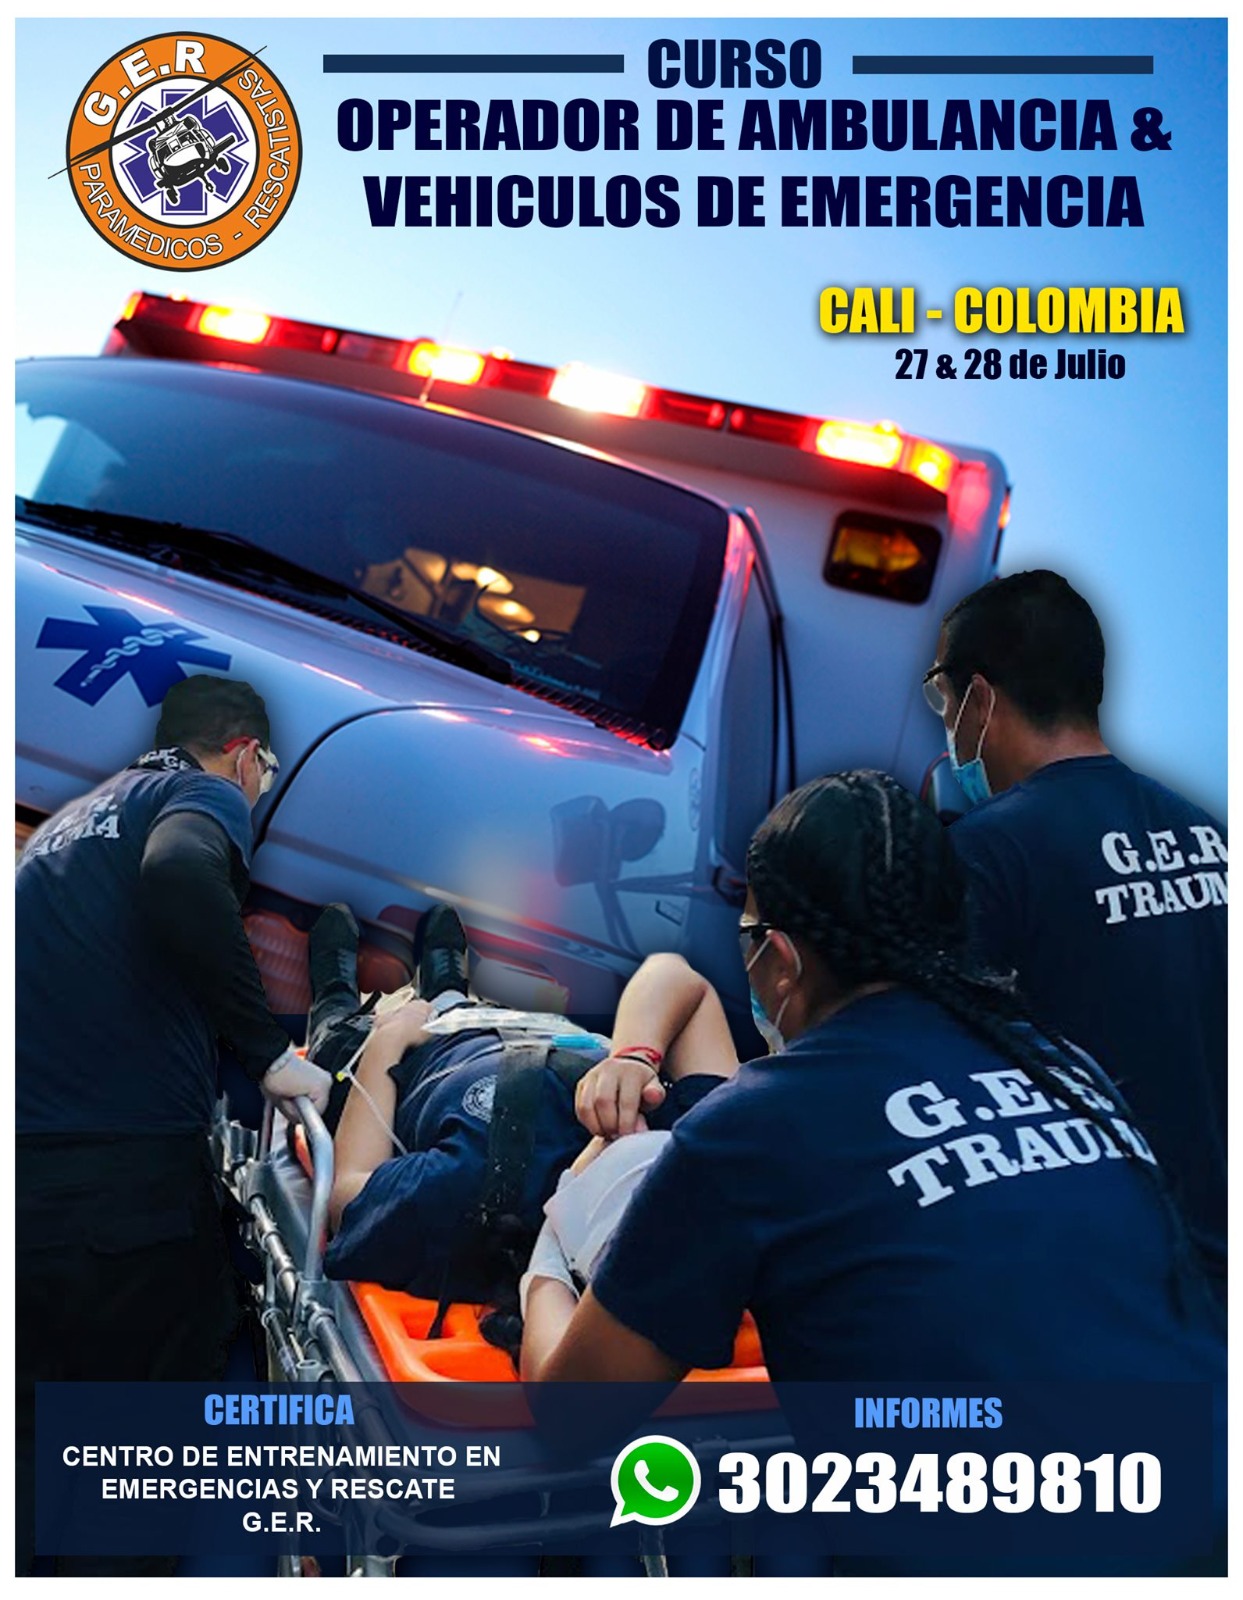 G.E.R
PARAMEDICOS - RESCATISTAS
CURSO
OPERADOR DE AMBULANCIA &
VEHICULOS DE EMERGENCIA
CALI - COLOMBIA
27 & 28 de Julio
G.E.R
TRAUM
G.E.R
TRAUM
CERTIFICA
CENTRO DE ENTRENAMIENTO EN
EMERGENCIAS Y RESCATE
G.E.R.
INFORMES
3023489810